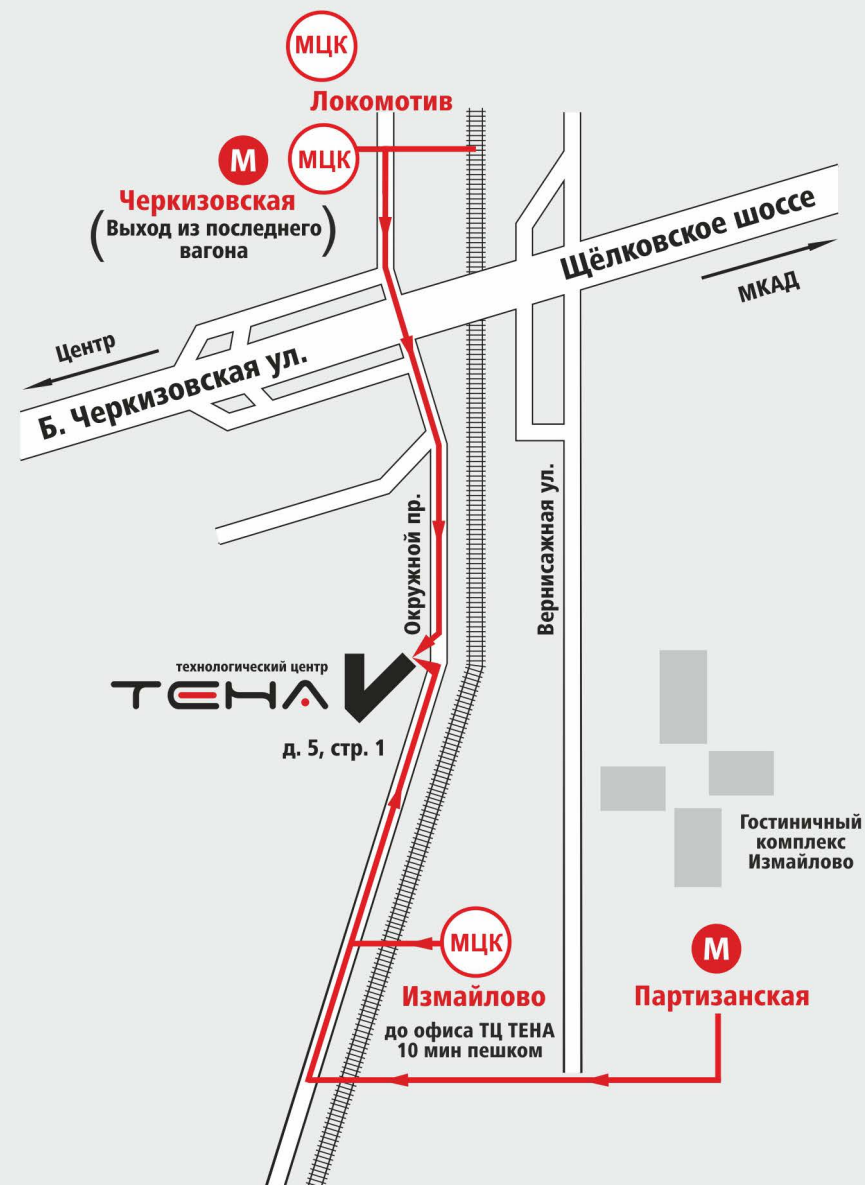 МЦК
Локомотив
М
МЦК
Черкизовская
(Выход из последнего
вагона)
Щёлковское шоссе
МКАД
Центр
Б. Черкизовская ул.
Окружной пр.
Вернисажная ул.
технологический центр
ТЕНА
д. 5, стр. 1
Гостиничный
комплекс
Измайлово
МЦК
Измайлово
до офиса ТЦ ТЕНА
10 мин пешком
М
Партизанская